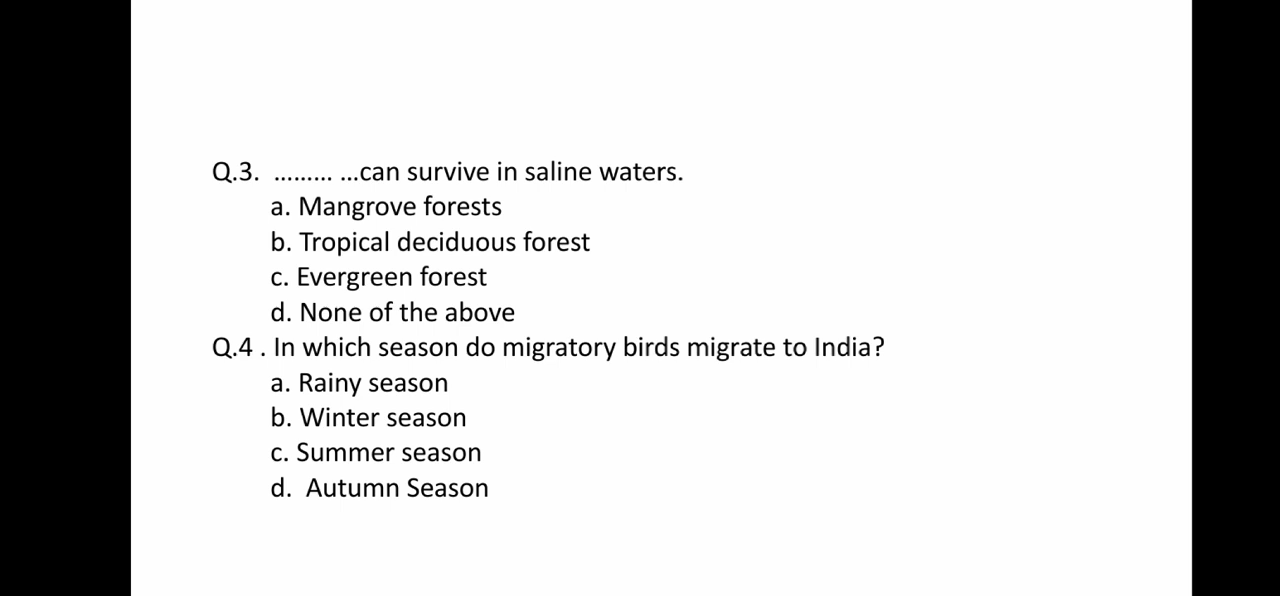 Q.3. ......... ...can survive in saline waters.
a. Mangrove forests
b. Tropical deciduous forest
c. Evergreen forest
d. None of the above
Q.4 . In which season do migratory birds migrate to India?
a. Rainy season
b. Winter season
c. Summer season
d. Autumn Season